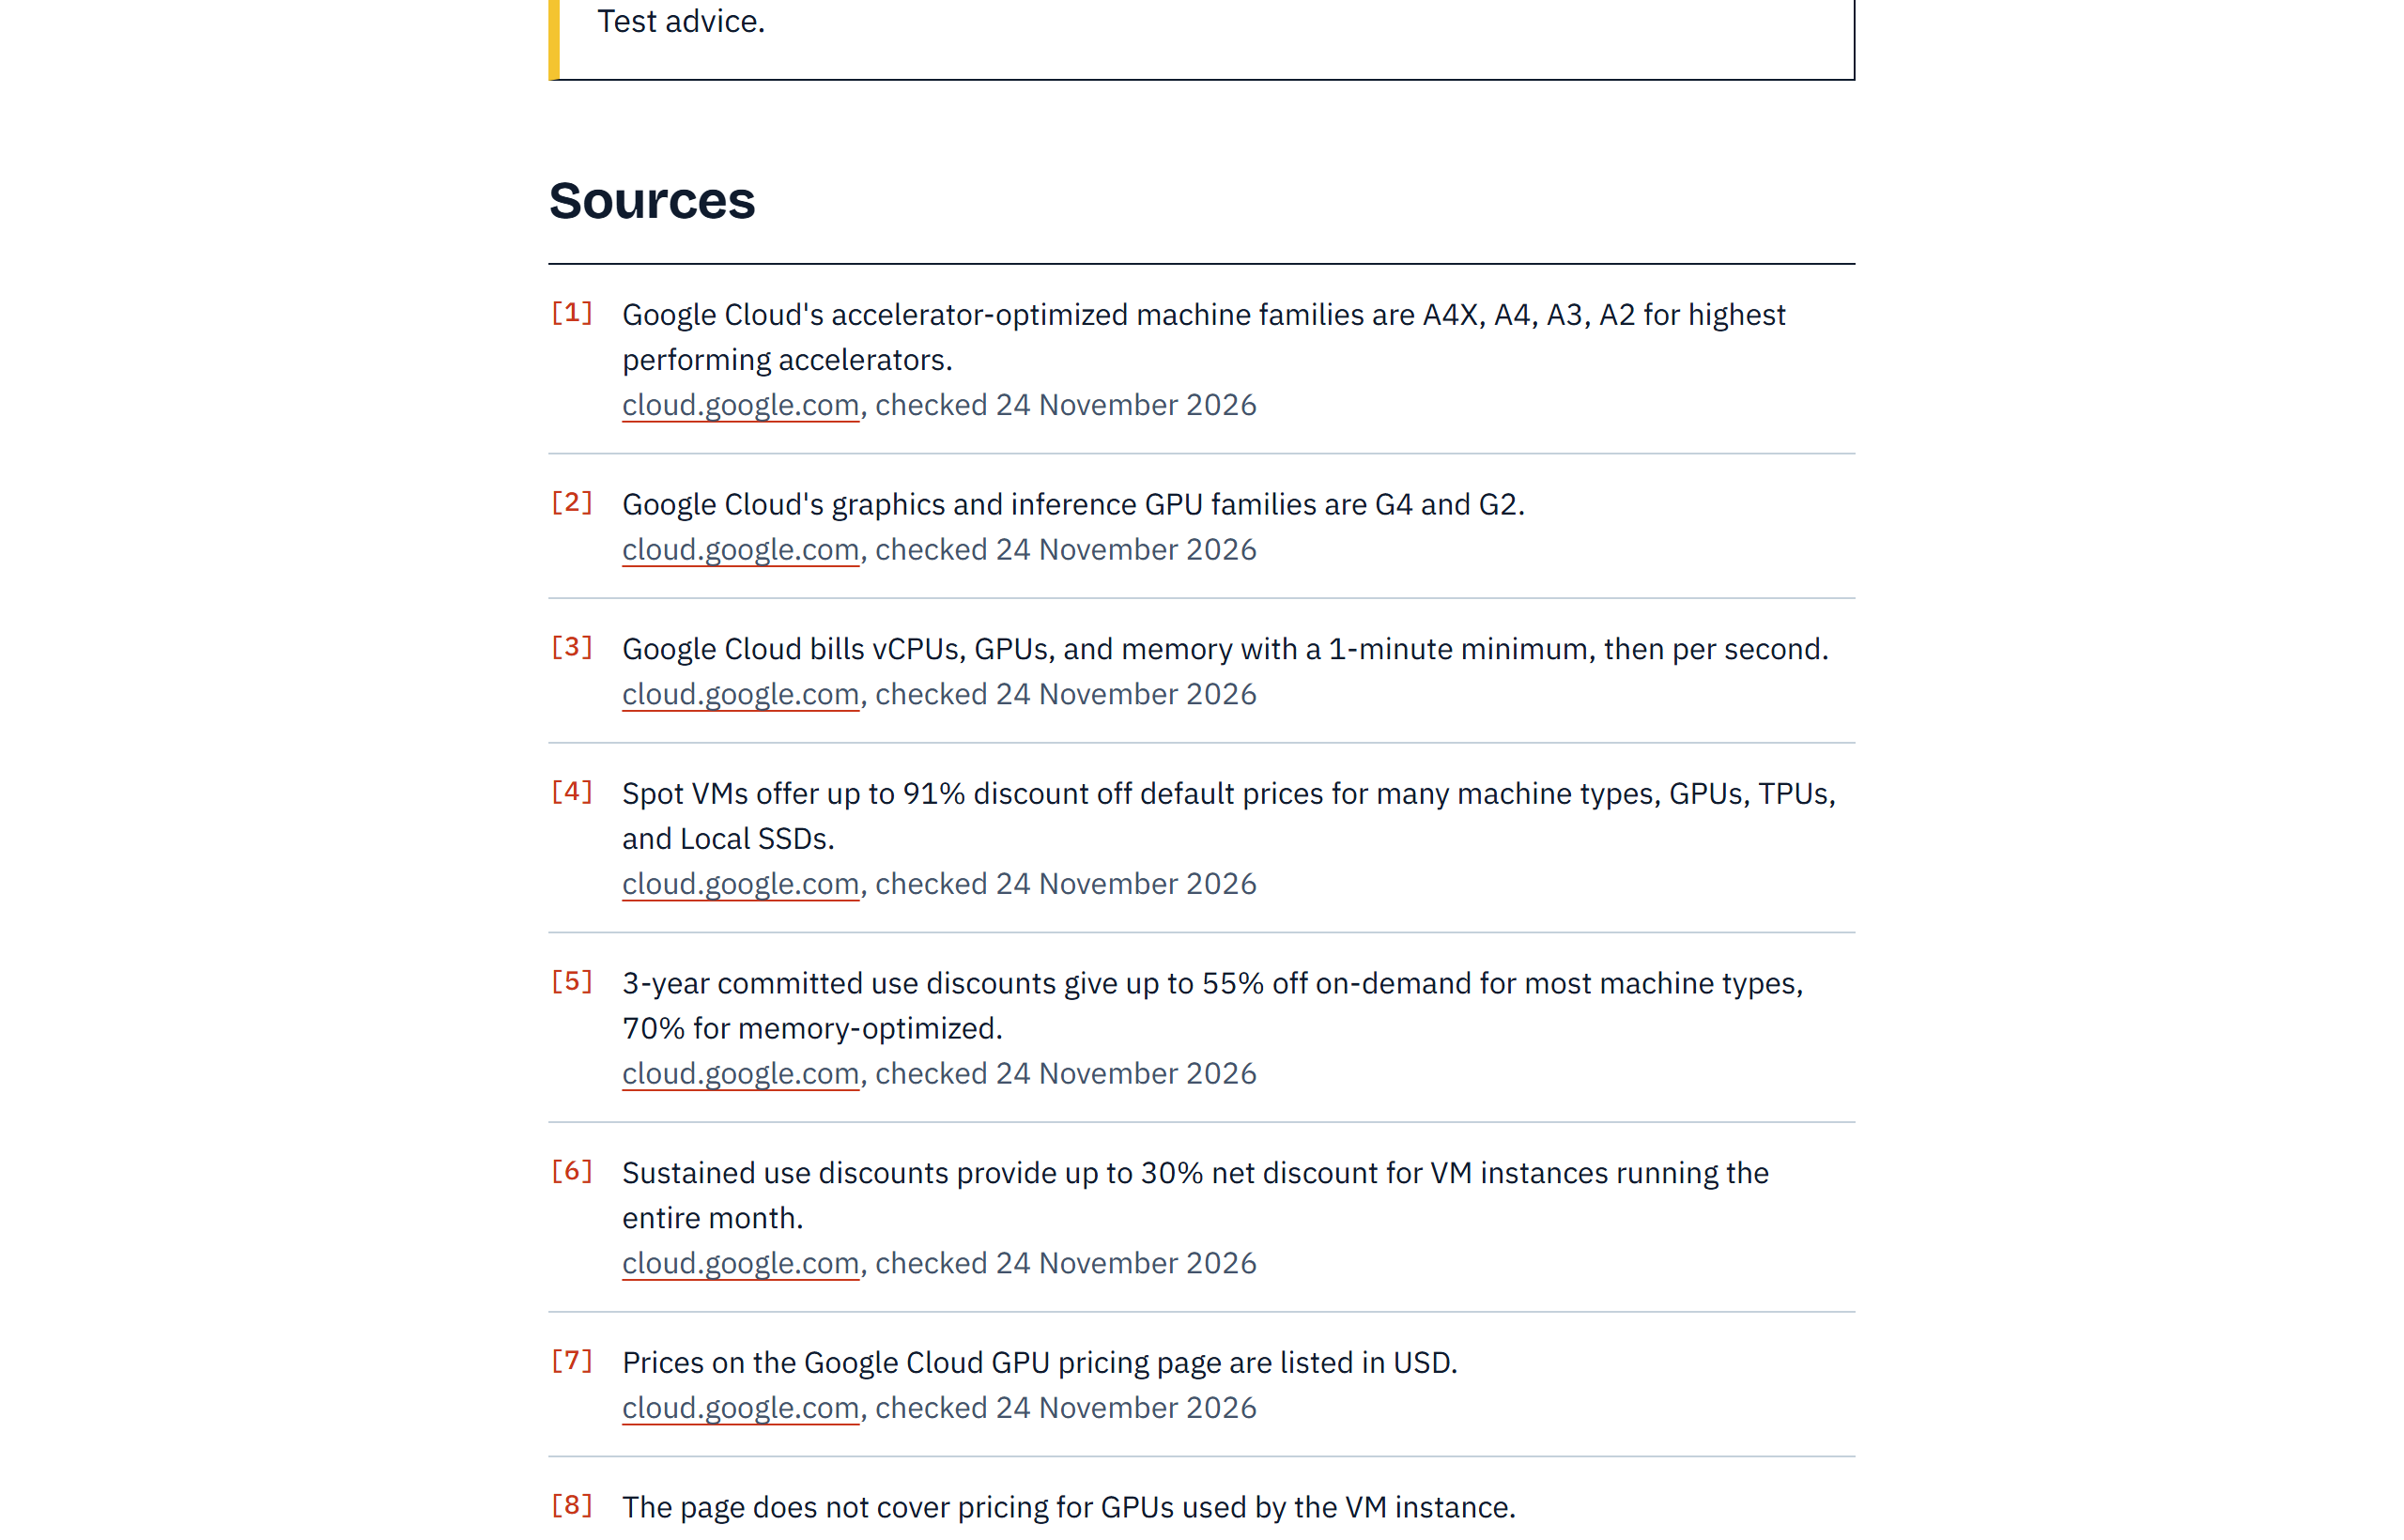 Test advice.
Sources
[1] Google Cloud's accelerator-optimized machine families are A4X, A4, A3, A2 for highest
performing accelerators.
cloud.google.com, checked 24 November 2026
[2] Google Cloud's graphics and inference GPU families are G4 and G2.
cloud.google.com, checked 24 November 2026
[3] Google Cloud bills vCPUs, GPUs, and memory with a 1-minute minimum, then per second.
cloud.google.com, checked 24 November 2026
[4] Spot VMs offer up to 91% discount off default prices for many machine types, GPUs, TPUs,
and Local SSDs.
cloud.google.com, checked 24 November 2026
[5] 3-year committed use discounts give up to 55% off on-demand for most machine types,
70% for memory-optimized.
cloud.google.com, checked 24 November 2026
[6] Sustained use discounts provide up to 30% net discount for VM instances running the
entire month.
cloud.google.com, checked 24 November 2026
[7] Prices on the Google Cloud GPU pricing page are listed in USD.
cloud.google.com, checked 24 November 2026
[8] The page does not cover pricing for GPUs used by the VM instance.